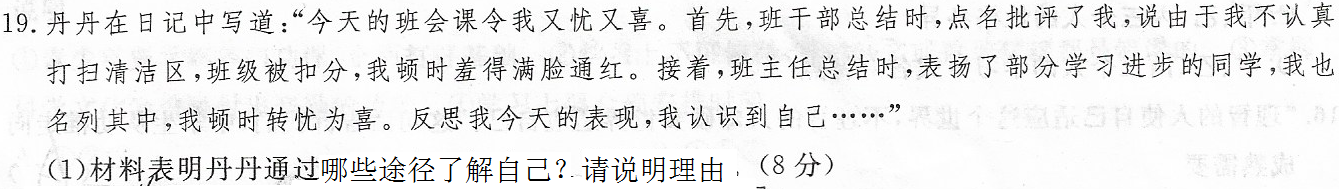 19.丹丹在日记中写道:“今天的班会课令我又忧又喜。首先,班干部总结时,点名批评了我,说由于我不认真
打扫清洁区,班级被扣分,我顿时羞得满脸通红。接着,班主任总结时,表扬了部分学习进步的同学,我也
名列其中,我顿时转忧为喜。反思我今天的表现,我认识到自己……”
(1)材料表明丹丹通过哪些途径了解自己?请说明理由.(8分)